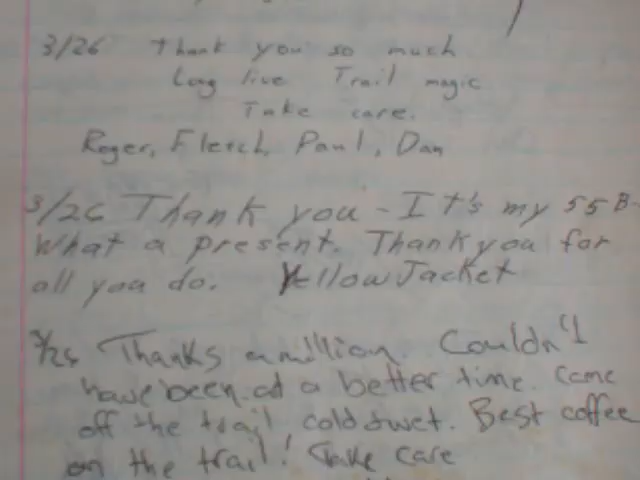 3/26 Thank you so much
Long live Trail magic
Take care.
Roger, Fletch, Paul, Dan
3/26 Thank you - It's my 55 B-
What a present. Thank you for
all you do. YellowJacket
3/26 Thanks a million. Couldn't
have been at a better time. Came
off the trail cold & wet. Best coffee
on the trail! Take care